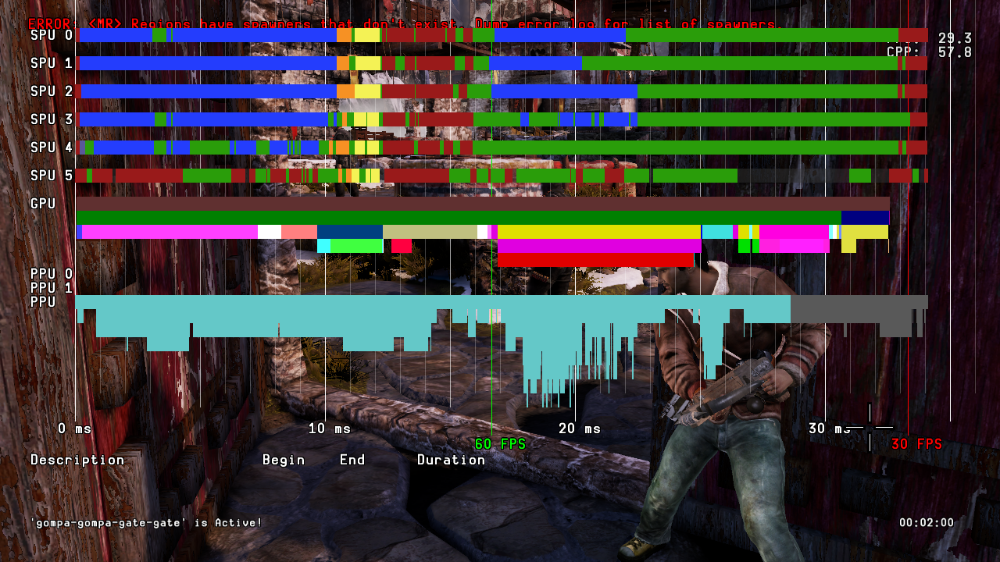 ERROR: <MR> Regions have spawners that don't exist. Dump error log for list of spawners.
SPU 0
29.3
SPU 1
CPP: 57.8
SPU 2
SPU 3
SPU 4
SPU 5
GPU
PPU 0
PPU 1
PPU
0 ms 10 ms 20 ms 30 ms
60 FPS 30 FPS
Description Begin End Duration
'gompa-gompa-gate-gate' is Active! 00:02:00